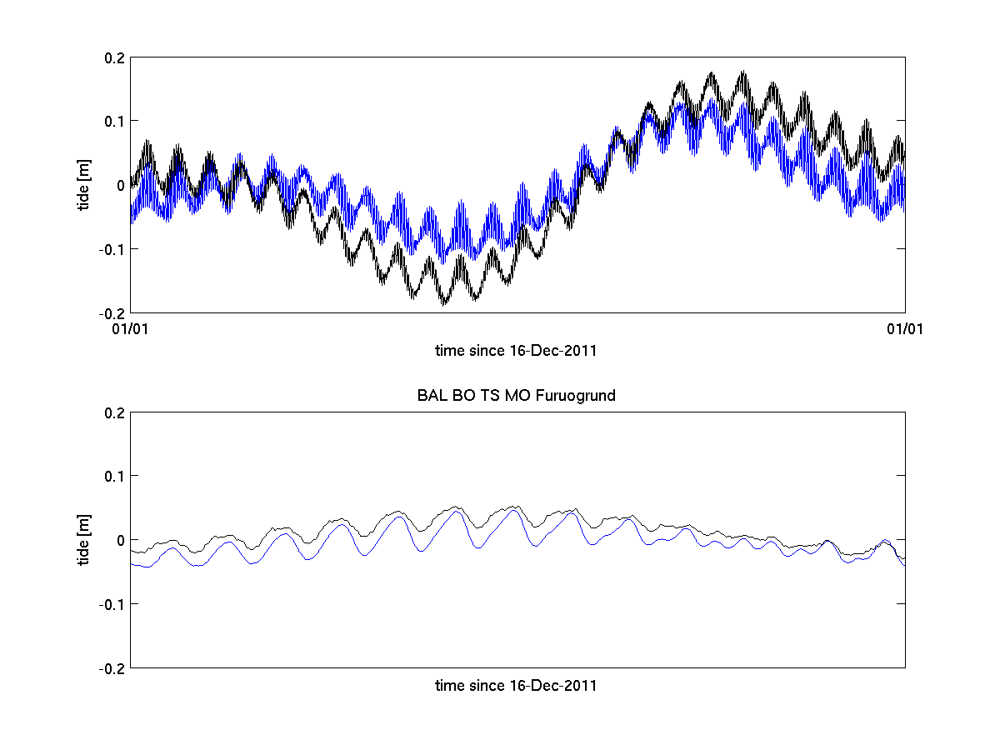 0.2
0.1
0
-0.1
-0.2
tide [m]
01/01
01/01
time since 16-Dec-2011
BAL BO TS MO Furuogrund
0.2
0.1
0
-0.1
-0.2
tide [m]
time since 16-Dec-2011